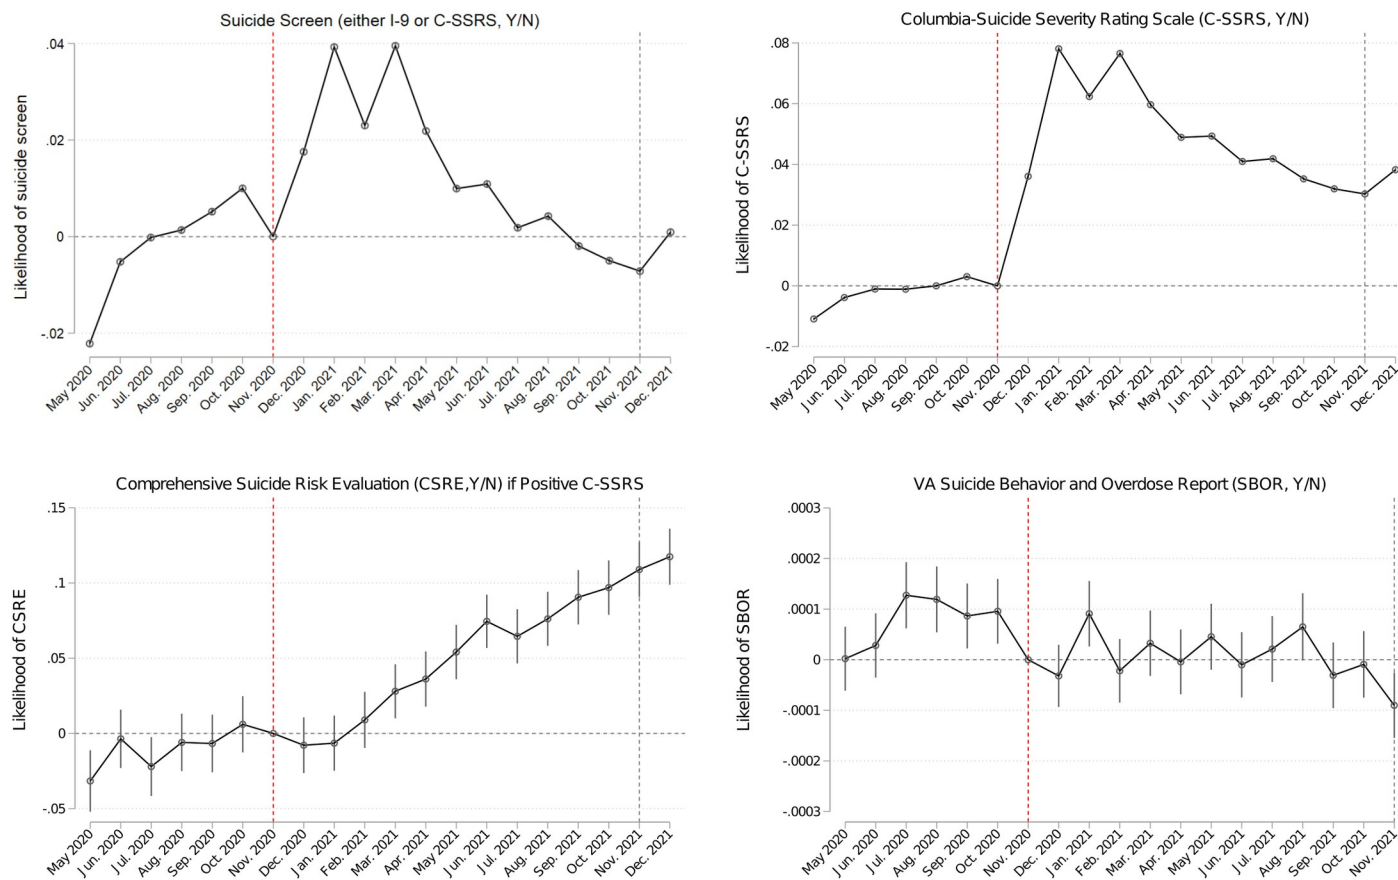 Suicide Screen (either I-9 or C-SSRS, Y/N)
Likelihood of suicide screen
.04
.02
0
-.02
May 2020
Jun. 2020
Jul. 2020
Aug. 2020
Sep. 2020
Oct. 2020
Nov. 2020
Dec. 2020
Jan. 2021
Feb. 2021
Mar. 2021
Apr. 2021
May 2021
Jun. 2021
Jul. 2021
Aug. 2021
Sep. 2021
Oct. 2021
Nov. 2021
Dec. 2021
Columbia-Suicide Severity Rating Scale (C-SSRS, Y/N)
Likelihood of C-SSRS
.08
.06
.04
.02
0
-.02
May 2020
Jun. 2020
Jul. 2020
Aug. 2020
Sep. 2020
Oct. 2020
Nov. 2020
Dec. 2020
Jan. 2021
Feb. 2021
Mar. 2021
Apr. 2021
May 2021
Jun. 2021
Jul. 2021
Aug. 2021
Sep. 2021
Oct. 2021
Nov. 2021
Dec. 2021
Comprehensive Suicide Risk Evaluation (CSRE,Y/N) if Positive C-SSRS
Likelihood of CSRE
.15
.1
.05
0
-.05
May 2020
Jun. 2020
Jul. 2020
Aug. 2020
Sep. 2020
Oct. 2020
Nov. 2020
Dec. 2020
Jan. 2021
Feb. 2021
Mar. 2021
Apr. 2021
May 2021
Jun. 2021
Jul. 2021
Aug. 2021
Sep. 2021
Oct. 2021
Nov. 2021
Dec. 2021
VA Suicide Behavior and Overdose Report (SBOR, Y/N)
Likelihood of SBOR
.0003
.0002
.0001
0
-.0001
-.0002
-.0003
May 2020
Jun. 2020
Jul. 2020
Aug. 2020
Sep. 2020
Oct. 2020
Nov. 2020
Dec. 2020
Jan. 2021
Feb. 2021
Mar. 2021
Apr. 2021
May 2021
Jun. 2021
Jul. 2021
Aug. 2021
Sep. 2021
Oct. 2021
Nov. 2021